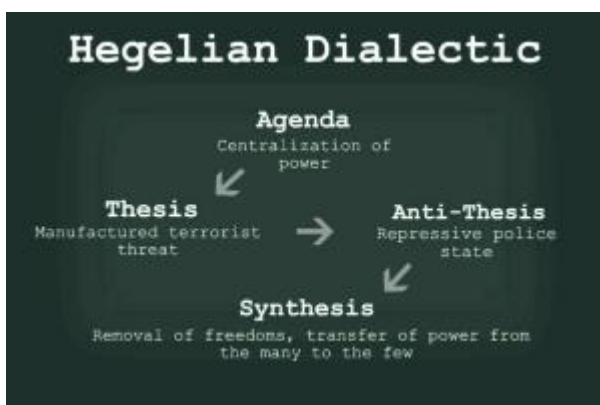 Hegelian Dialectic
Agenda
Centralization of
power
Thesis
Manufactured terrorist
threat
Anti-Thesis
Repressive police
state
Synthesis
Removal of freedoms, transfer of power from
the many to the few